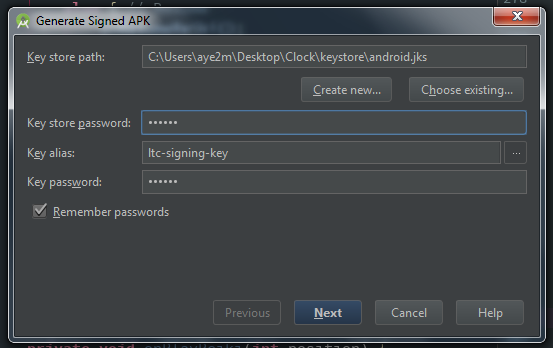 Generate Signed APK
Key store path:
C:\Users\aye2m\Desktop\Clock\keystore\android.jks
Create new...
Choose existing...
Key store password:
••••••
Key alias:
ltc-signing-key
...
Key password:
••••••
Remember passwords
Previous
Next
Cancel
Help